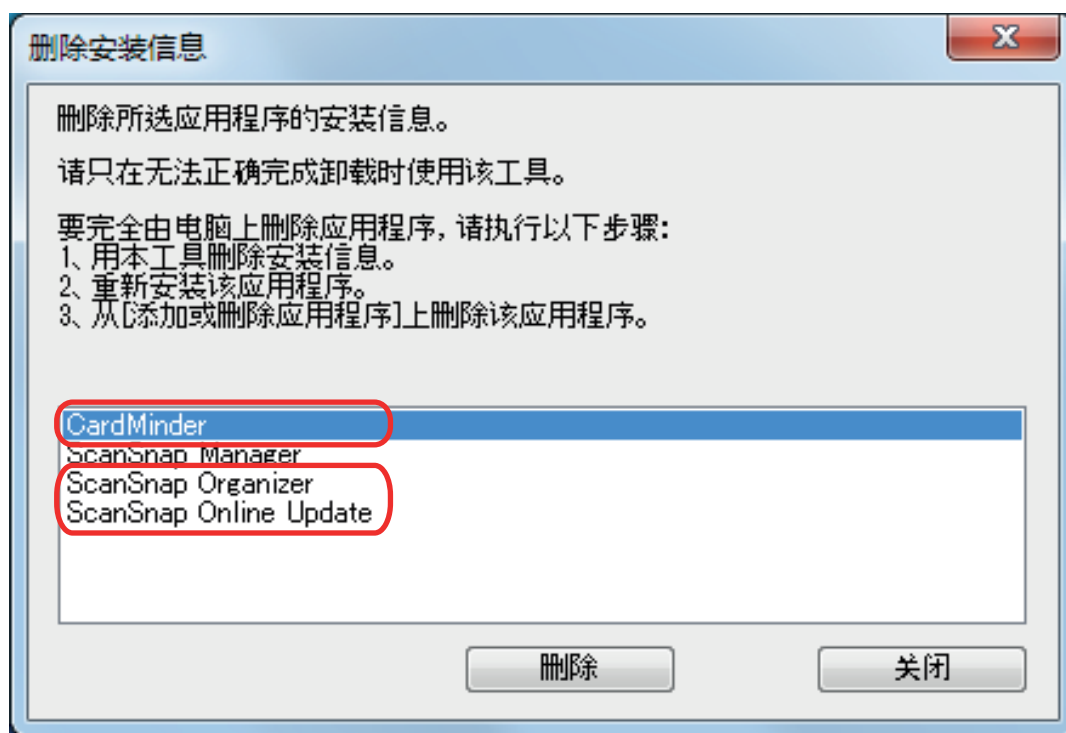 删除安装信息
删除所选应用程序的安装信息。
请只在无法正确完成卸载时使用该工具。
要完全由电脑上删除应用程序, 请执行以下步骤:
1、用本工具删除安装信息。
2、重新安装该应用程序。
3、从[添加或删除应用程序]上删除该应用程序。
CardMinder
ScanSnap Manager
ScanSnap Organizer
ScanSnap Online Update
删除
关闭